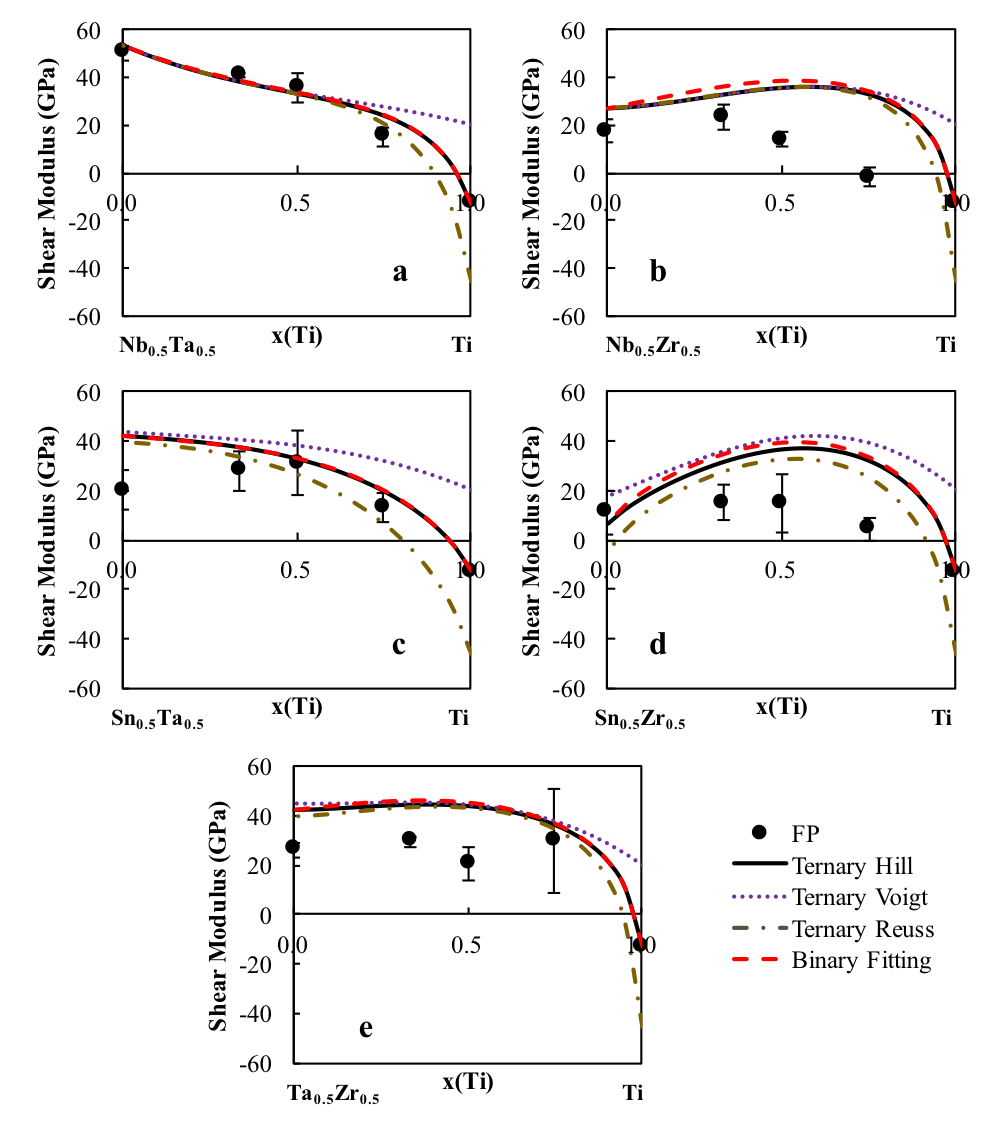 60
40
20
0
-20
-40
-60
Shear Modulus (GPa)
0.0
0.5
1.0
a
x(Ti)
Nb0.5Ta0.5
Ti
60
40
20
0
-20
-40
-60
Shear Modulus (GPa)
0.0
0.5
1.0
b
x(Ti)
Nb0.5Zr0.5
Ti
60
40
20
0
-20
-40
-60
Shear Modulus (GPa)
0.0
0.5
1.0
c
x(Ti)
Sn0.5Ta0.5
Ti
60
40
20
0
-20
-40
-60
Shear Modulus (GPa)
0.0
0.5
1.0
d
x(Ti)
Sn0.5Zr0.5
Ti
60
40
20
0
-20
-40
-60
Shear Modulus (GPa)
0.0
0.5
1.0
e
x(Ti)
Ta0.5Zr0.5
Ti
FP
Ternary Hill
Ternary Voigt
Ternary Reuss
Binary Fitting